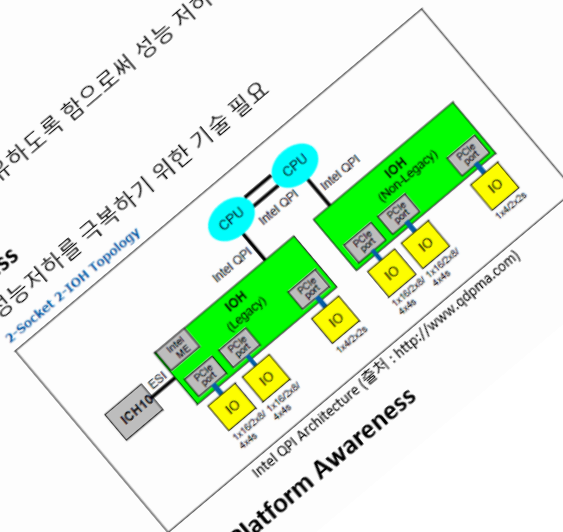 유하도록 함으로써 성능 저하
성능저하를 극복하기 위한 기술 필요
2-Socket 2-IOH Topology
CPU
CPU
Intel QPI
Intel QPI
Intel QPI
IOH
(Non-Legacy)
PCIe
port
PCIe
port
PCIe
port
IO
1x4/2x2s
IO
1x16/2x8/
4x4s
IO
1x16/2x8/
4x4s
IOH
(Legacy)
Intel
ME
PCIe
port
PCIe
port
PCIe
port
IO
1x4/2x2s
ESI
ICH10
IO
1x16/2x8/
4x4s
IO
1x16/2x8/
4x4s
Intel QPI Architecture (출처 : http://www.qdpma.com)
latform Awareness